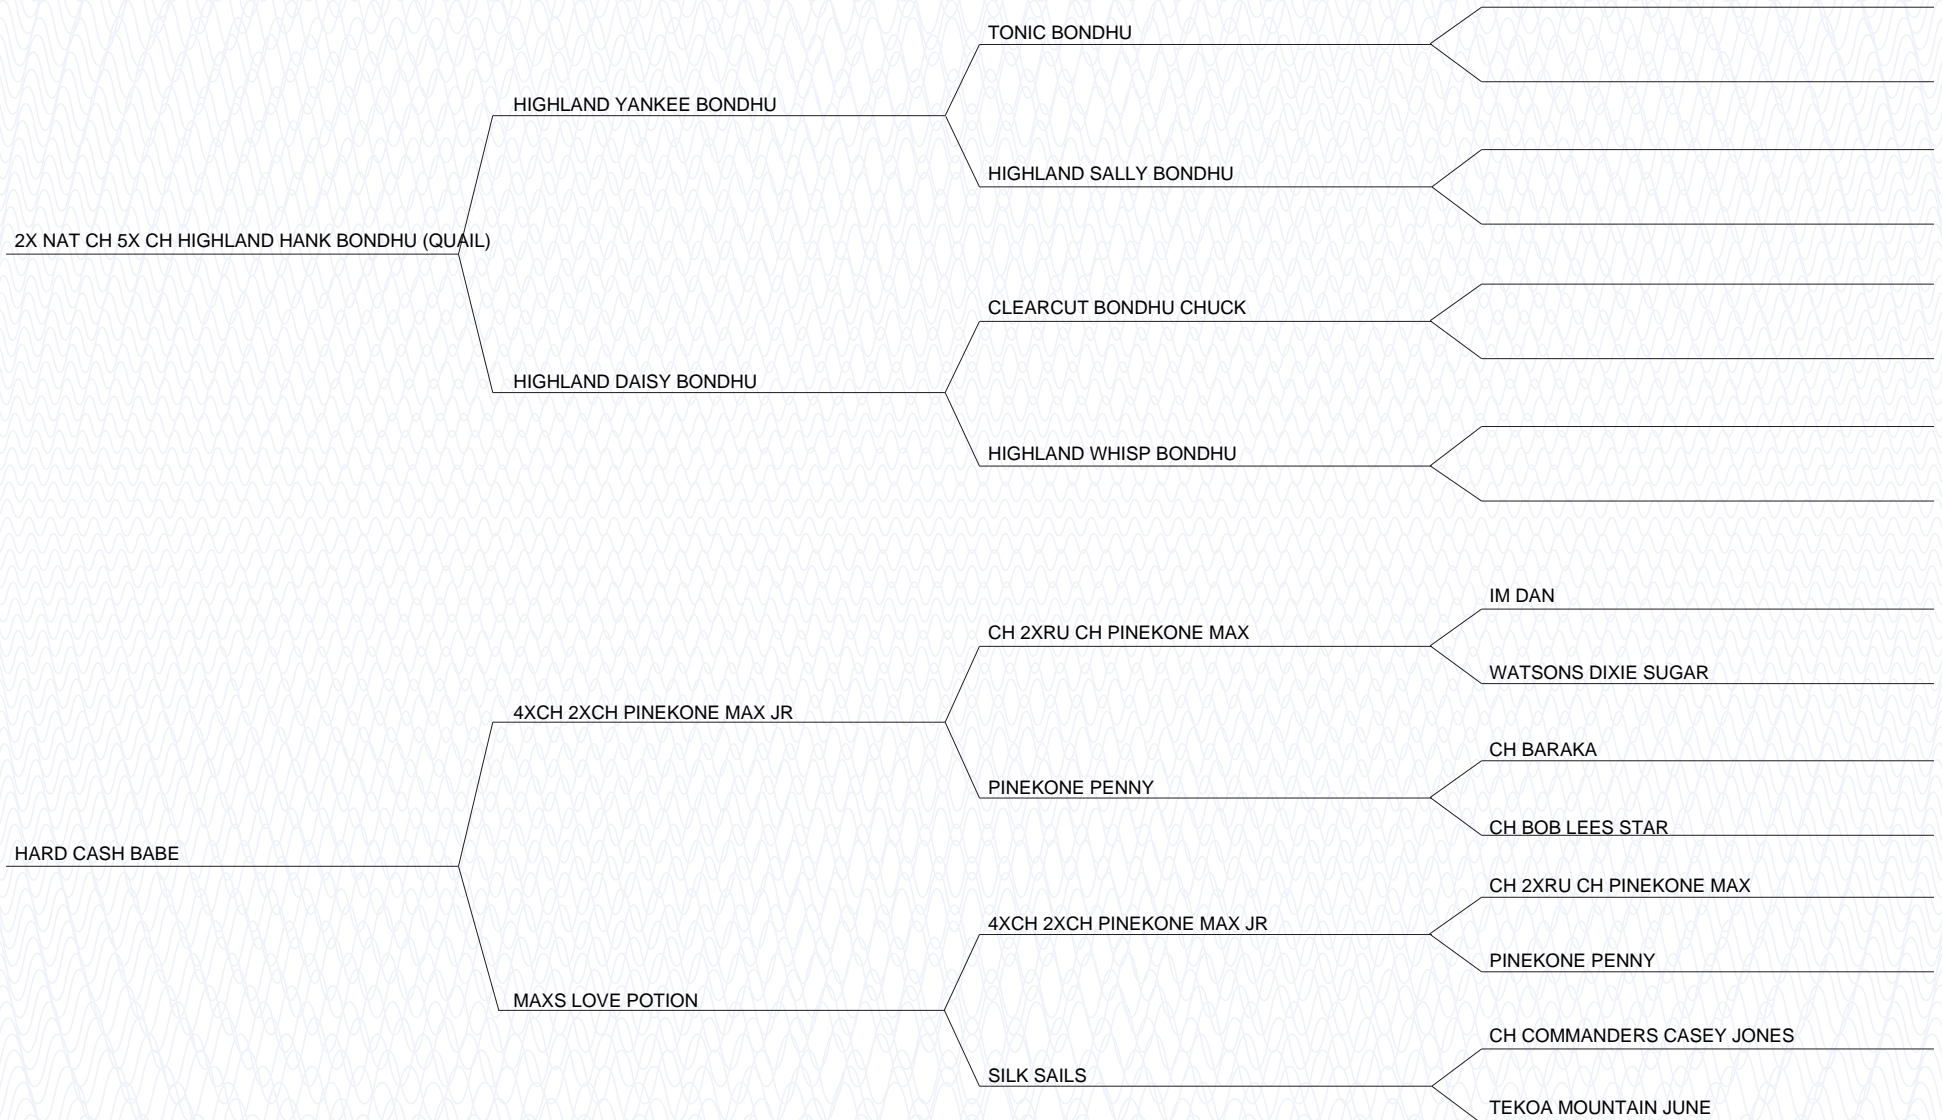 TONIC BONDHU
HIGHLAND YANKEE BONDHU
HIGHLAND SALLY BONDHU
2X NAT CH 5X CH HIGHLAND HANK BONDHU (QUAIL)
CLEARCUT BONDHU CHUCK
HIGHLAND DAISY BONDHU
HIGHLAND WHISP BONDHU
IM DAN
CH 2XRU CH PINEKONE MAX
WATSONS DIXIE SUGAR
4XCH 2XCH PINEKONE MAX JR
CH BARAKA
PINEKONE PENNY
CH BOB LEES STAR
HARD CASH BABE
CH 2XRU CH PINEKONE MAX
4XCH 2XCH PINEKONE MAX JR
PINEKONE PENNY
MAXS LOVE POTION
CH COMMANDERS CASEY JONES
SILK SAILS
TEKOA MOUNTAIN JUNE